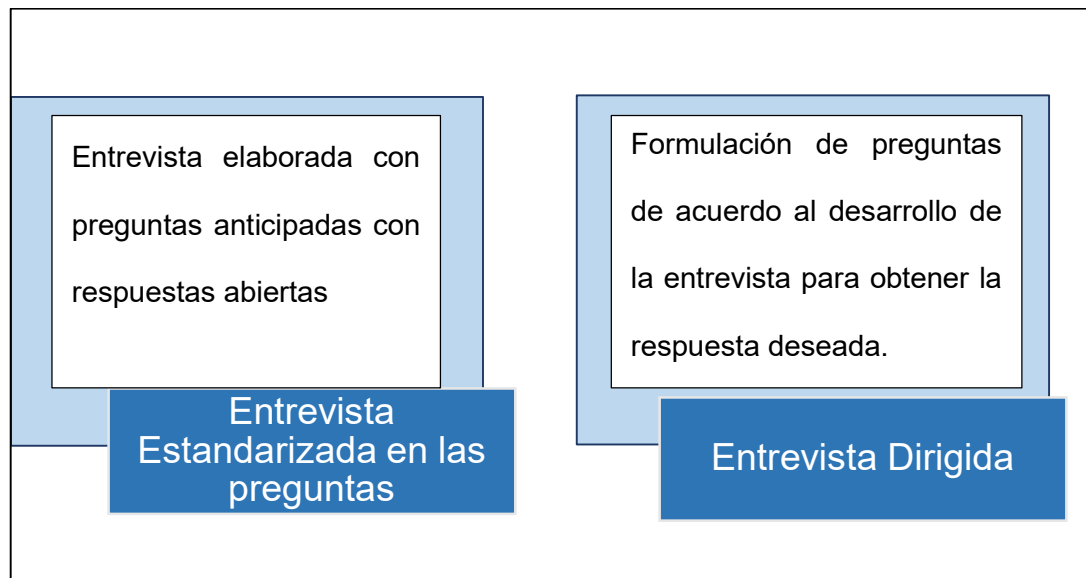 Entrevista elaborada con
preguntas anticipadas con
respuestas abiertas
Entrevista
Estandarizada en las
preguntas
Formulación de preguntas
de acuerdo al desarrollo de
la entrevista para obtener la
respuesta deseada.
Entrevista Dirigida